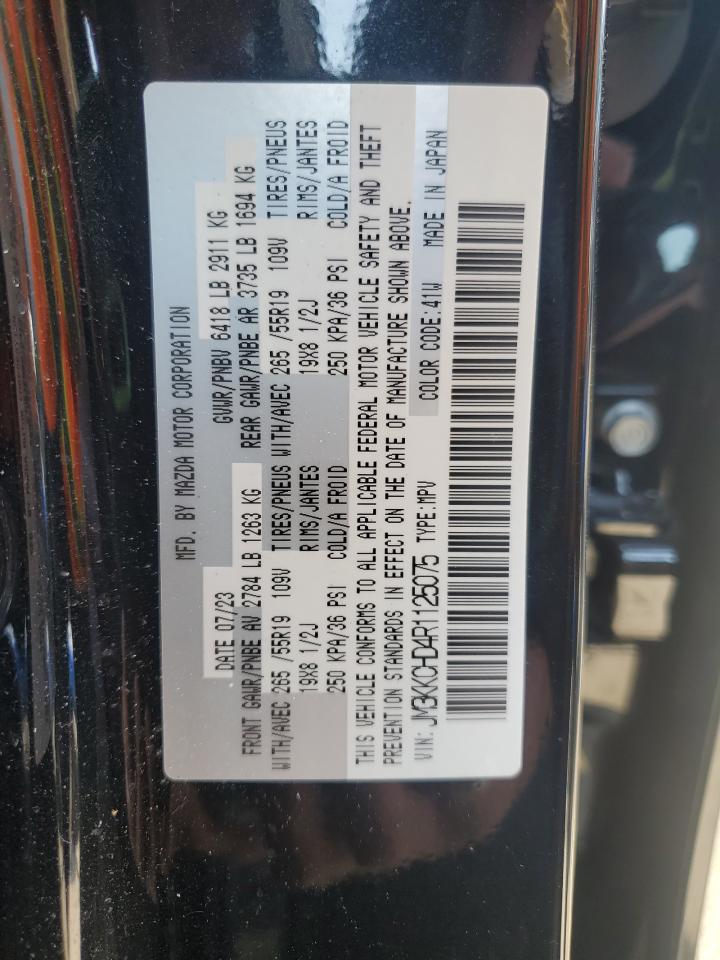 MFD. BY MAZDA MOTOR CORPORATION
DATE 07/23 GVWR/PNBV 6418 LB 2911 KG
FRONT GAWR/PNBE AV 2784 LB 1263 KG REAR GAWR/PNBE AR 3735 LB 1694 KG
WITH/AVEC 265 /55R19 109V TIRES/PNEUS WITH/AVEC 265 /55R19 109V TIRES/PNEUS
19X8 1/2J RIMS/JANTES 19X8 1/2J RIMS/JANTES
250 KPA/36 PSI COLD/A FROID 250 KPA/36 PSI COLD/A FROID
THIS VEHICLE CONFORMS TO ALL APPLICABLE FEDERAL MOTOR VEHICLE SAFETY AND THEFT
PREVENTION STANDARDS IN EFFECT ON THE DATE OF MANUFACTURE SHOWN ABOVE.
VIN: JM3KKCHD4R1125075 TYPE:MPV COLOR CODE:41W MADE IN JAPAN